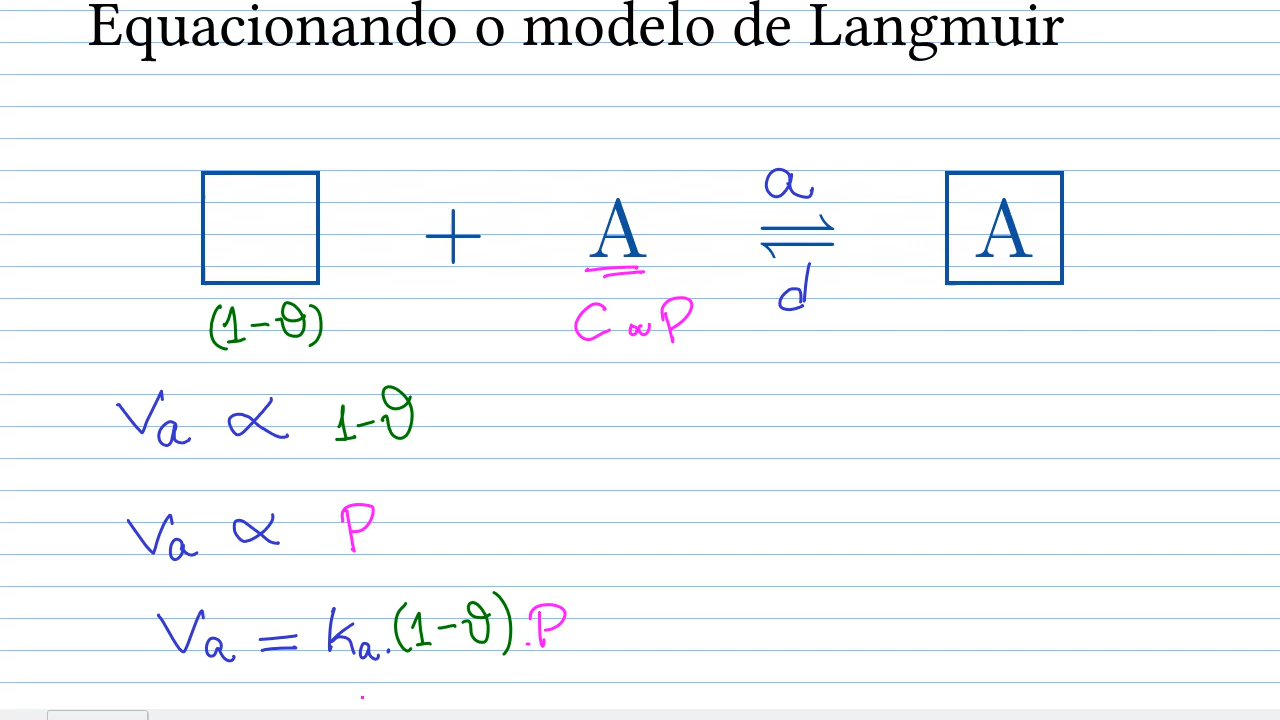 Equacionando o modelo de Langmuir
a
+ A ⇌ A
d
(1-θ) C ∝ P
Va ∝ 1-θ
Va ∝ P
Va = ka.(1-θ).P